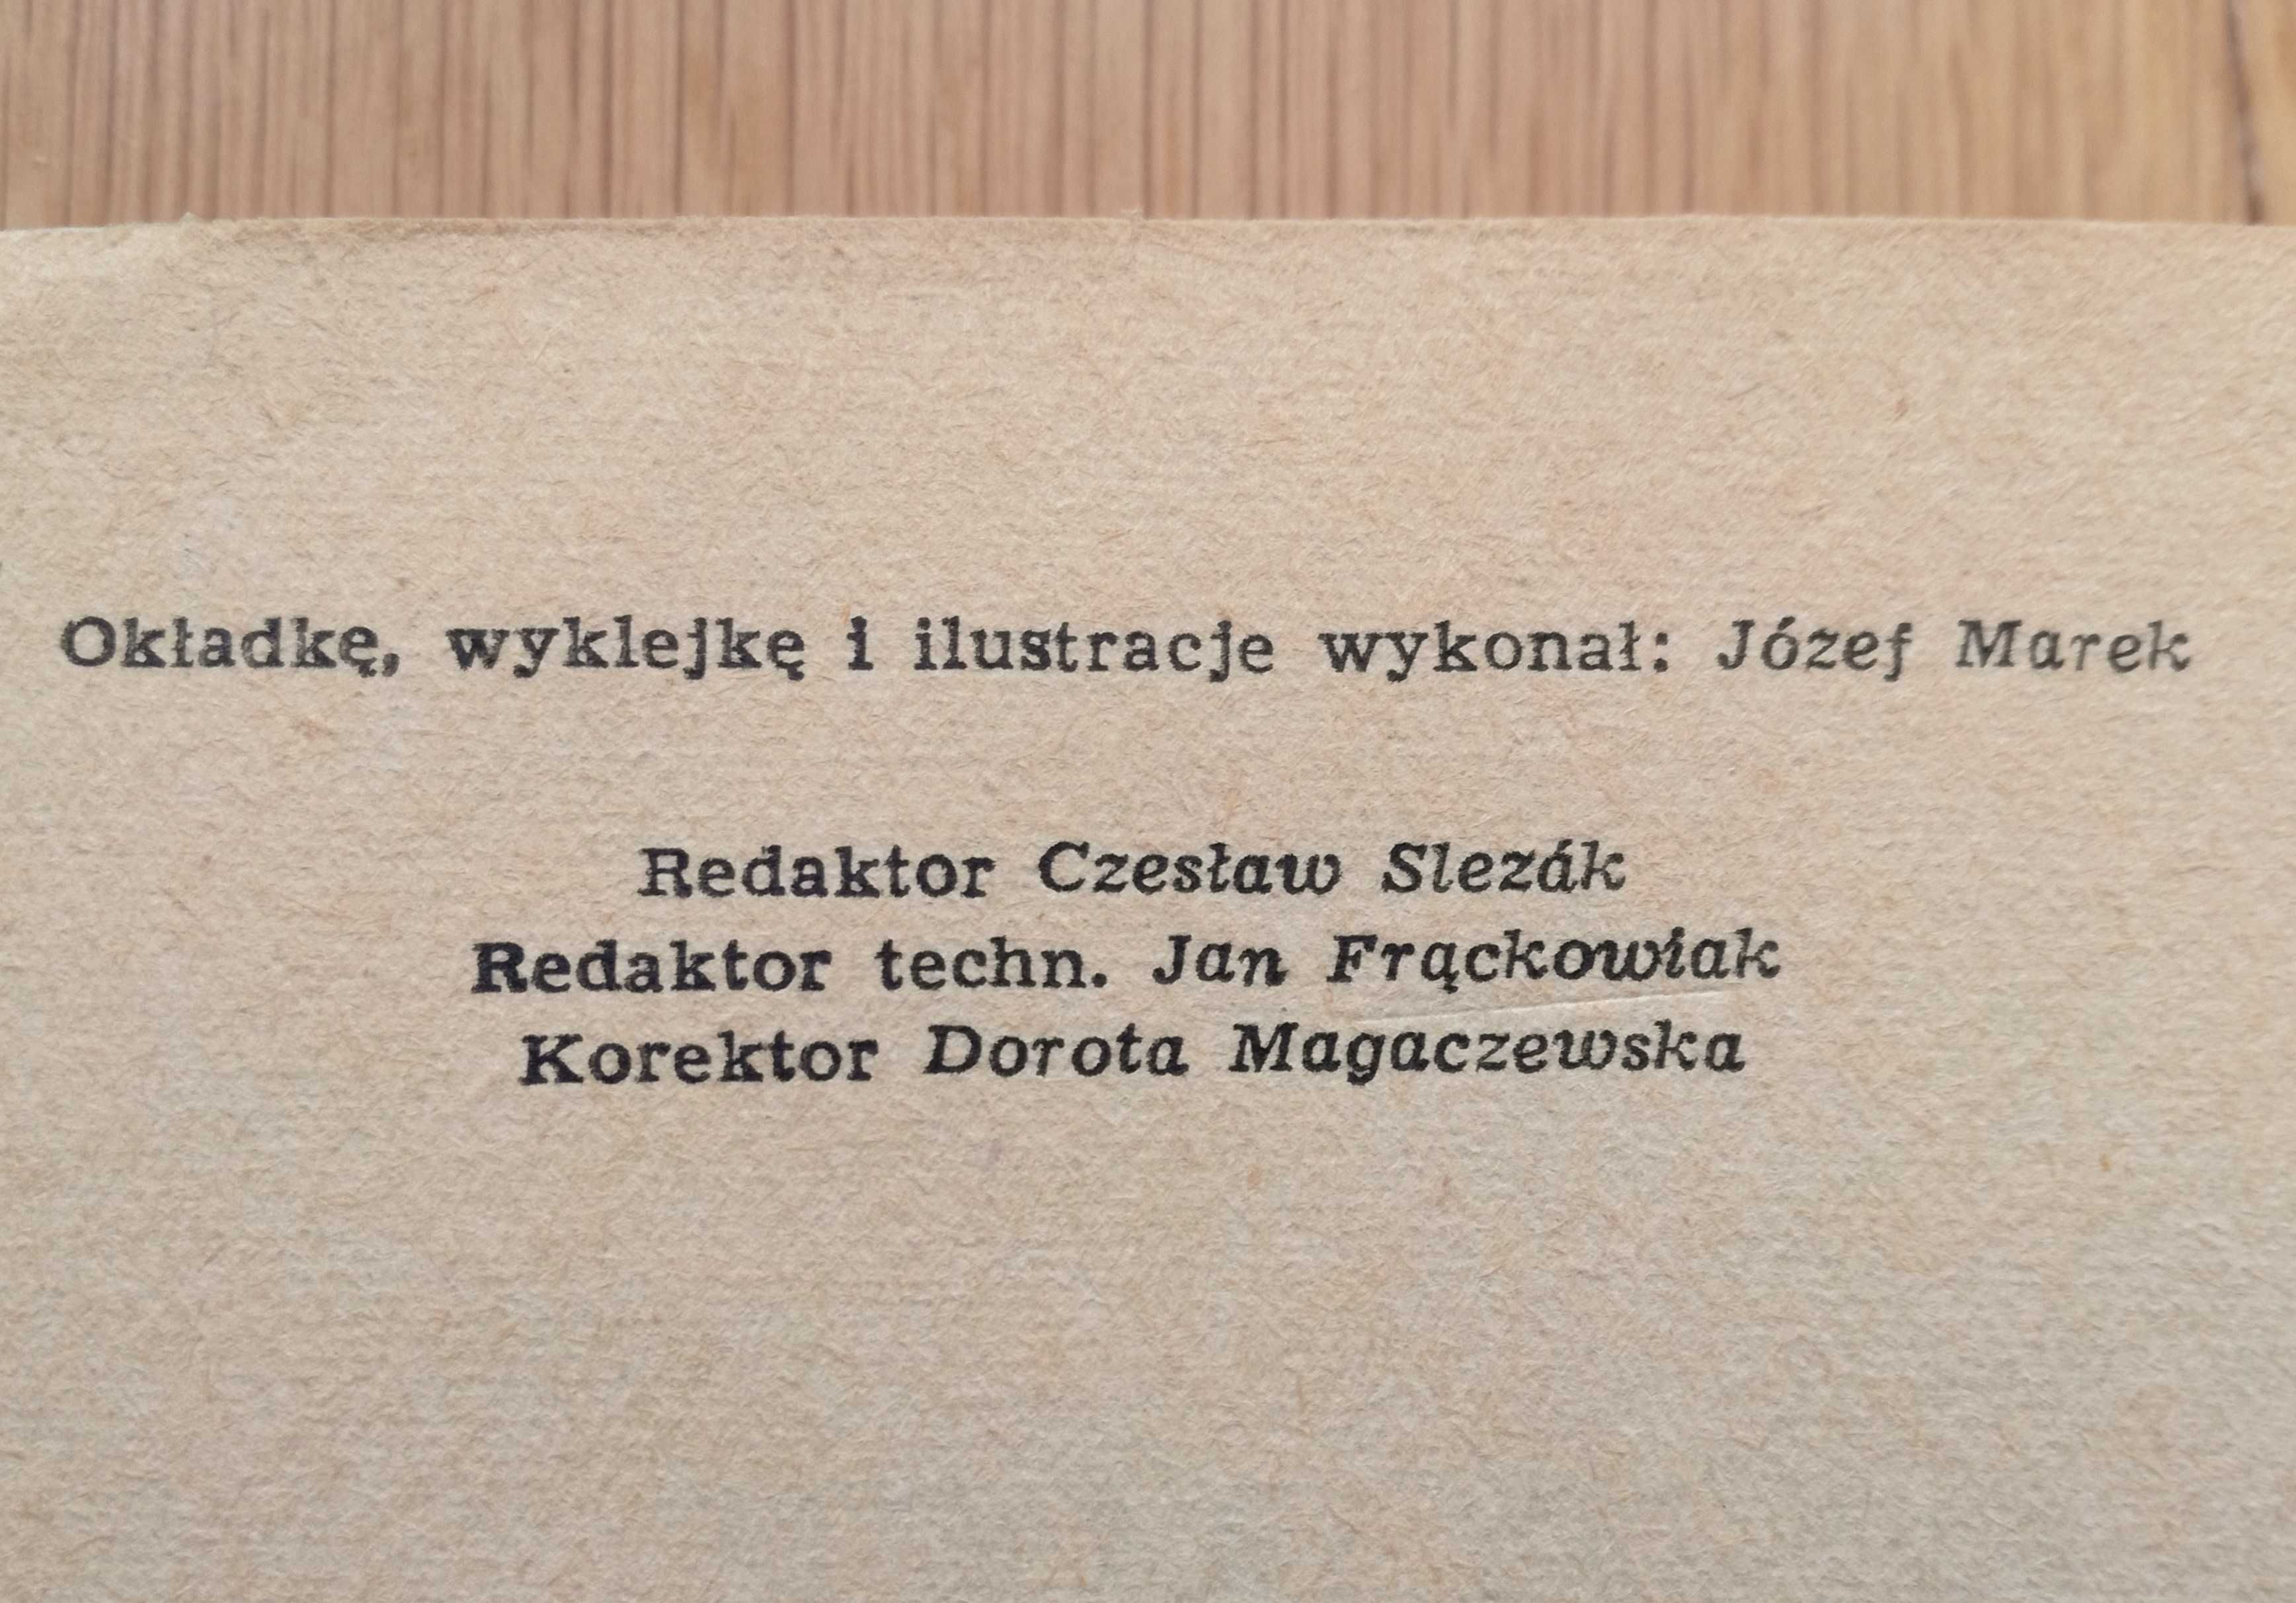 Okładkę, wyklejkę i ilustracje wykonał: Józef Marek
Redaktor Czesław Slezák
Redaktor techn. Jan Frąckowiak
Korektor Dorota Magaczewska